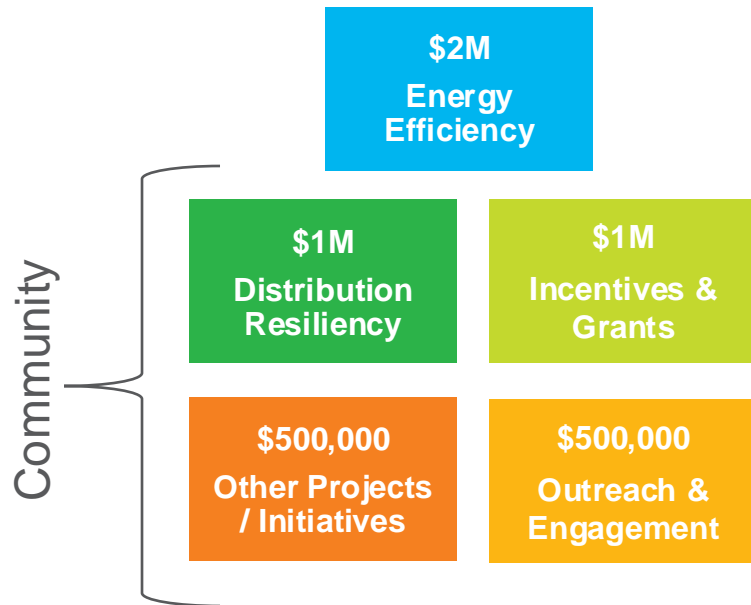 $2M
Energy
Efficiency
Community
$1M
Distribution
Resiliency
$1M
Incentives &
Grants
$500,000
Other Projects
/ Initiatives
$500,000
Outreach &
Engagement